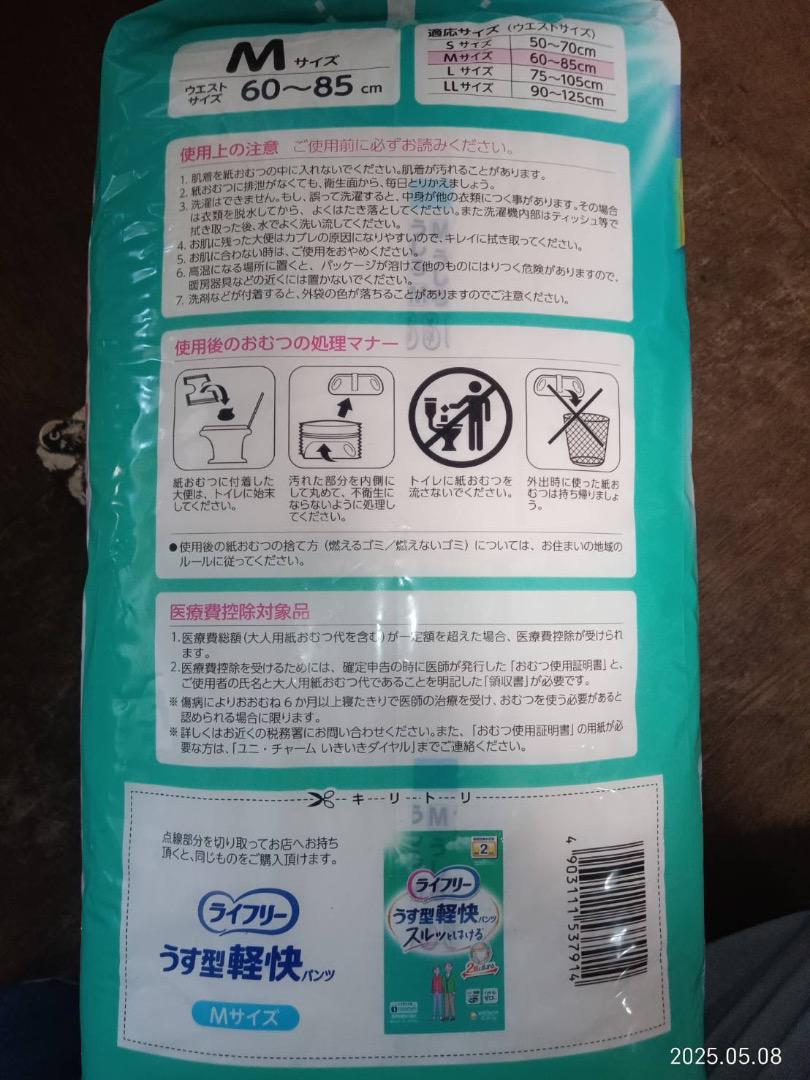 Mサイズ
ウエスト
サイズ 60〜85 cm
適応サイズ (ウエストサイズ)
Sサイズ 50〜70cm
Mサイズ 60〜85cm
Lサイズ 75〜105cm
LLサイズ 90〜125cm
使用上の注意 ご使用前に必ずお読みください。
1. 肌着を紙おむつの中に入れないでください。肌着が汚れることがあります。
2. 紙おむつに排泄がなくても、衛生面から、毎日とりかえましょう。
3. 洗濯はできません。もし、誤って洗濯すると、中身が他の衣類につく事があります。その場合
は衣類を脱水してから、よくはたき落としてください。また洗濯機内部はティッシュ等で
拭き取った後、水でよく洗い流してください。
4. お肌に残った大便はカブレの原因になりやすいので、キレイに拭き取ってください。
5. お肌に合わない時は、ご使用をおやめください。
6. 高温になる場所に置くと、パッケージが溶けて他のものにはりつく危険がありますので、
暖房器具などの近くには置かないでください。
7. 洗剤などが付着すると、外袋の色が落ちることがありますのでご注意ください。
使用後のおむつの処理マナー
紙おむつに付着した
大便は、トイレに始末
してください。
汚れた部分を内側に
して丸めて、不衛生に
ならないように処理し
てください。
トイレに紙おむつを
流さないでください。
外出時に使った紙お
むつは持ち帰りましょ
う。
●使用後の紙おむつの捨て方(燃えるゴミ/燃えないゴミ)については、お住まいの地域の
ルールに従ってください。
医療費控除対象品
1. 医療費総額(大人用紙おむつ代を含む)が一定額を超えた場合、医療費控除が受けられ
ます。
2. 医療費控除を受けるためには、確定申告の時に医師が発行した「おむつ使用証明書」と、
ご使用者の氏名と大人用紙おむつ代であることを明記した「領収書」が必要です。
※傷病によりおおむね6か月以上寝たきりで医師の治療を受け、おむつを使う必要があると
認められる場合に限ります。
※詳しくはお近くの税務署にお問い合わせください。また、「おむつ使用証明書」の用紙が必
要な方は、「ユニ・チャーム いきいきダイヤル」までご連絡ください。
キ リ ト リ
点線部分を切り取ってお店へお持ち
頂くと、同じものをご購入頂けます。
ライフリー
うす型軽快パンツ
Mサイズ
2
ライフリー
うす型軽快パンツ
スルッとはける
4 903111 537914
2025.05.08